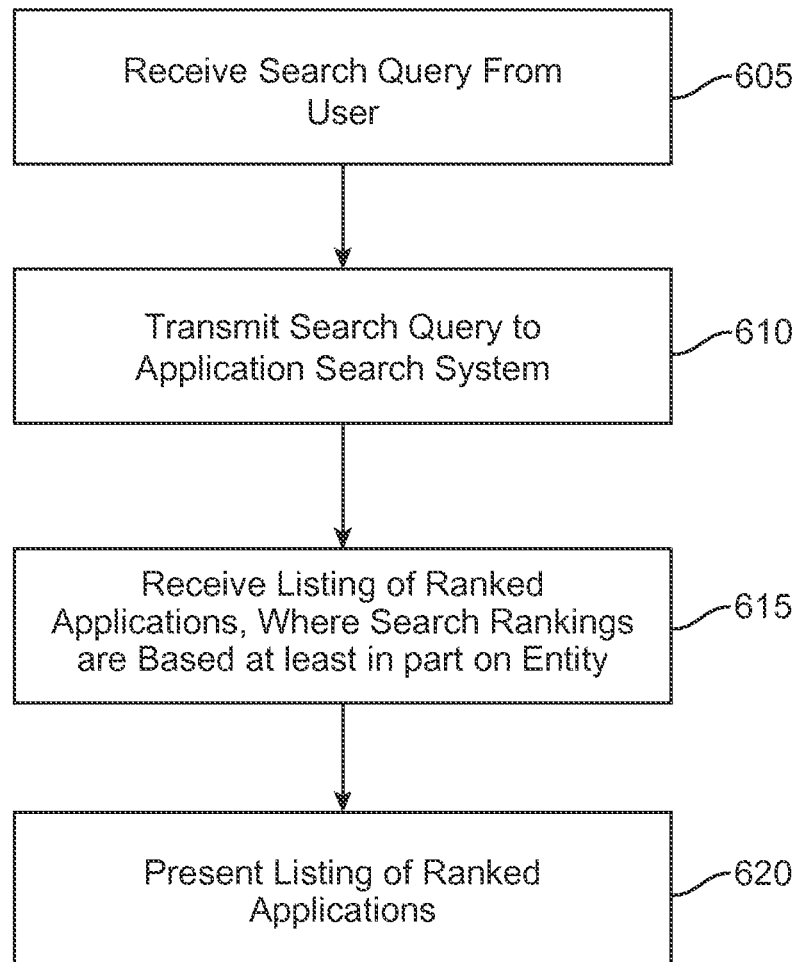 Receive Search Query From
User
605
Transmit Search Query to
Application Search System
610
Receive Listing of Ranked
Applications, Where Search Rankings
are Based at least in part on Entity
615
Present Listing of Ranked
Applications
620